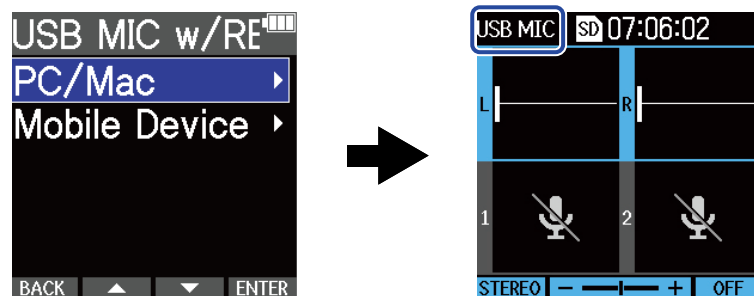 USB MIC w/RE
PC/Mac
Mobile Device
BACK ENTER
USB MIC SD 07:06:02
L R
1 2
STEREO − + OFF